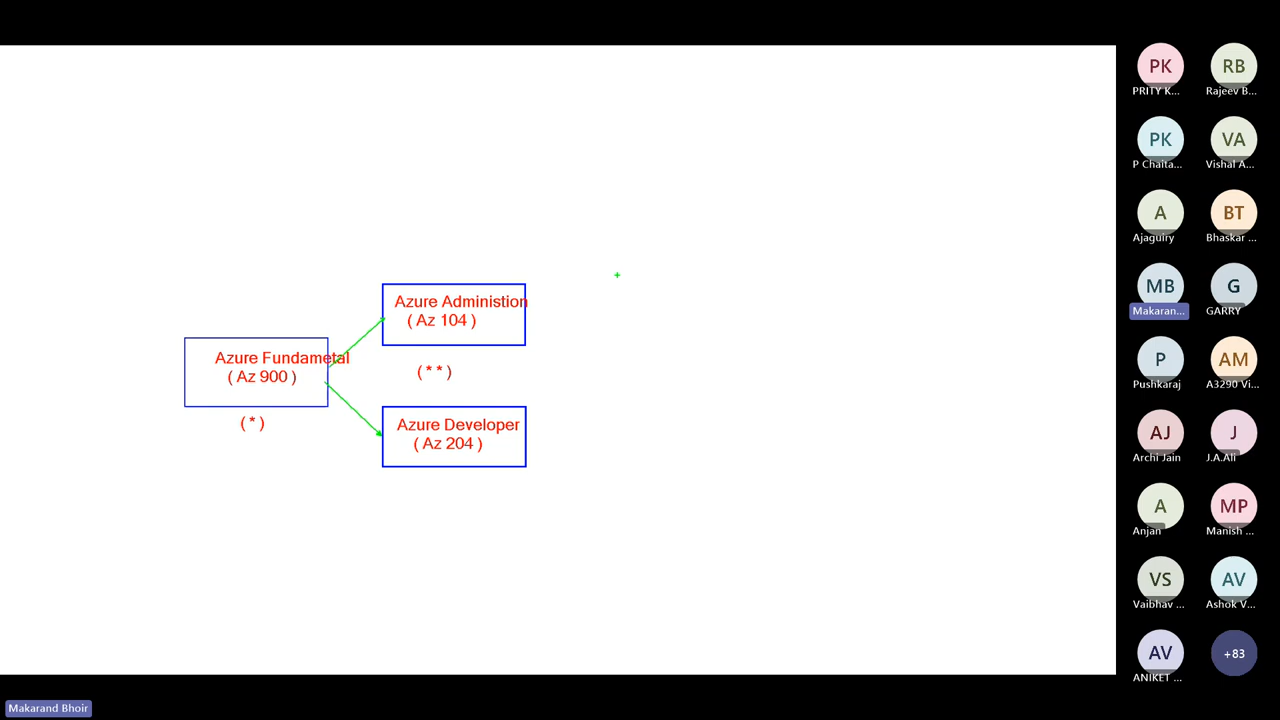 Azure Administion
( Az 104 )
Azure Fundametal
( Az 900 )
( * * )
( * )
Azure Developer
( Az 204 )
PK
PRITY K...
RB
Rajeev B...
PK
P Chaita...
VA
Vishal A...
A
Ajaguiry
BT
Bhaskar ...
MB
Makaran...
G
GARRY
P
Pushkaraj
AM
A3290 Vi...
AJ
Archi Jain
J
J.A.Ali
A
Anjan
MP
Manish ...
VS
Vaibhav ...
AV
Ashok V...
AV
ANIKET ...
+83
Makarand Bhoir